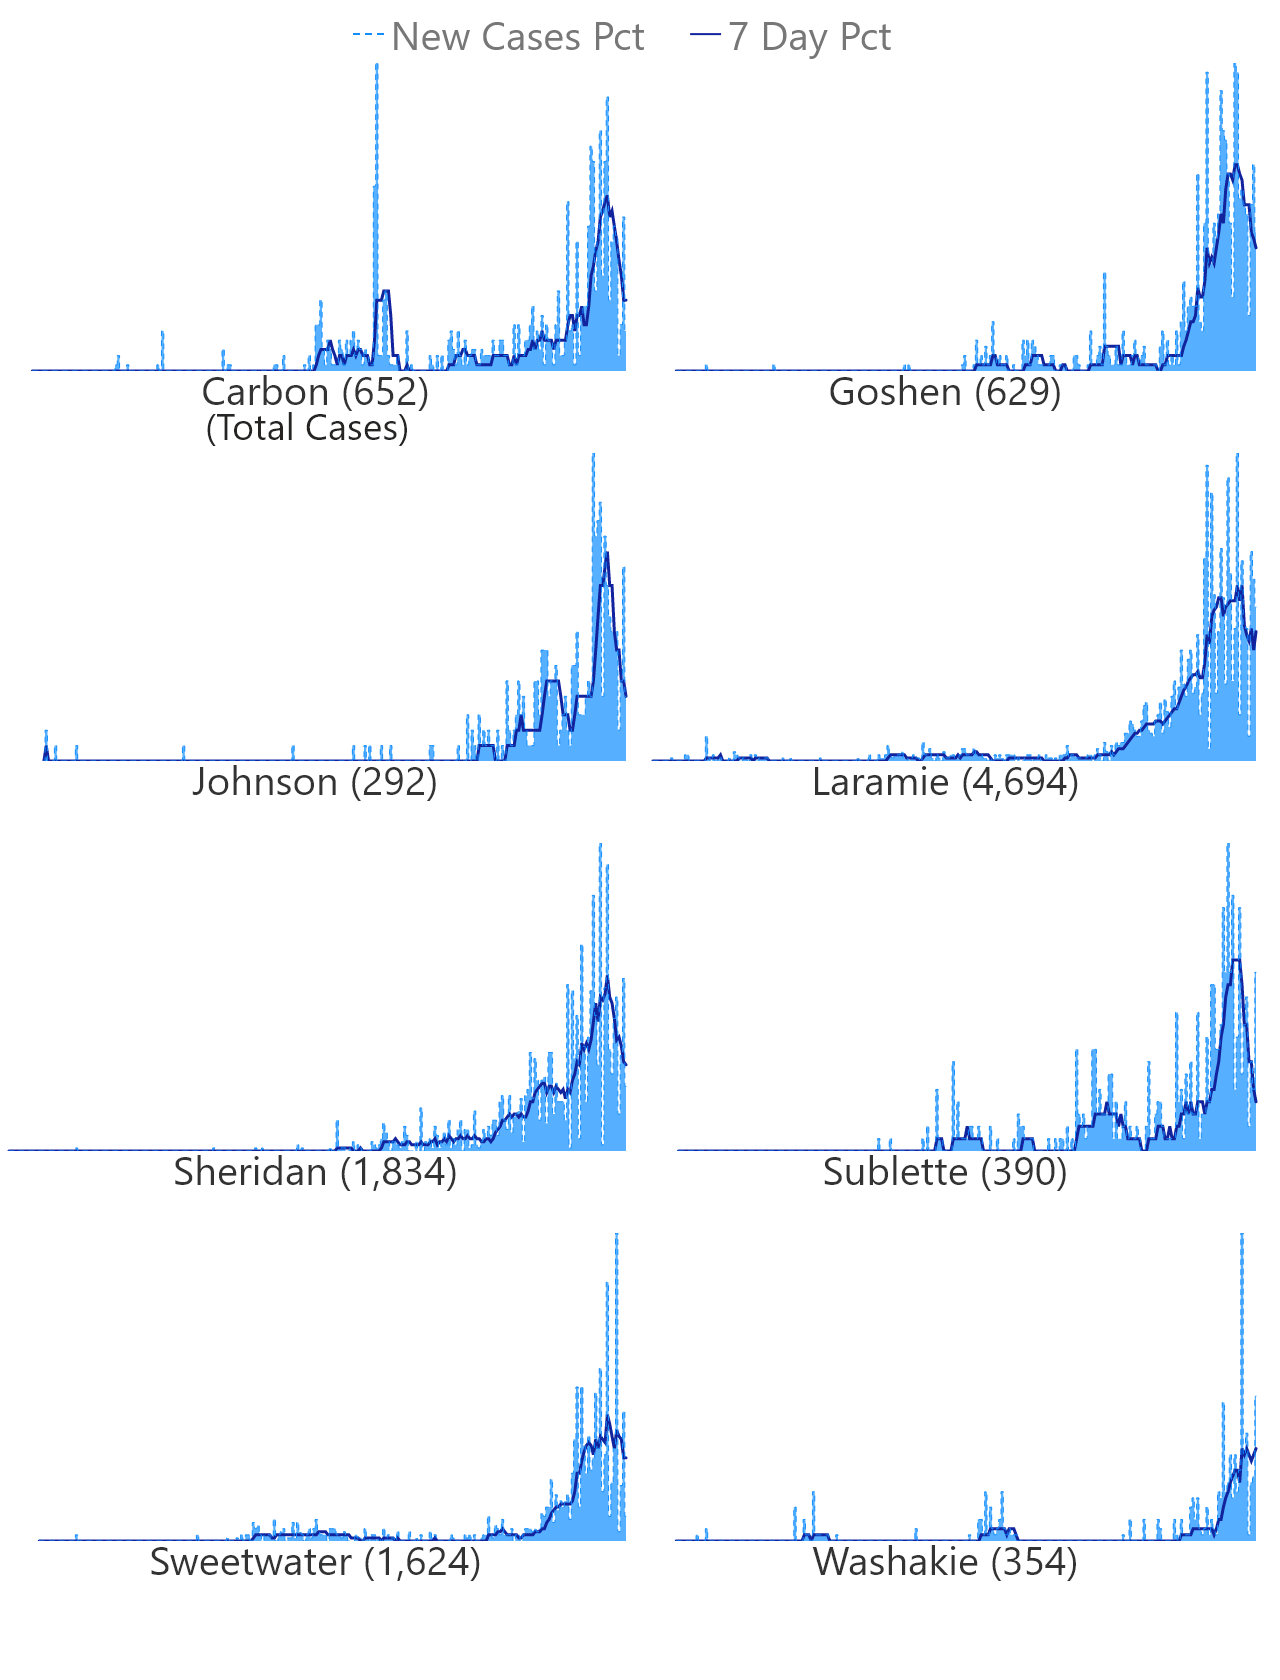 New Cases Pct 7 Day Pct
Carbon (652) Goshen (629)
(Total Cases)
Johnson (292) Laramie (4,694)
Sheridan (1,834) Sublette (390)
Sweetwater (1,624) Washakie (354)